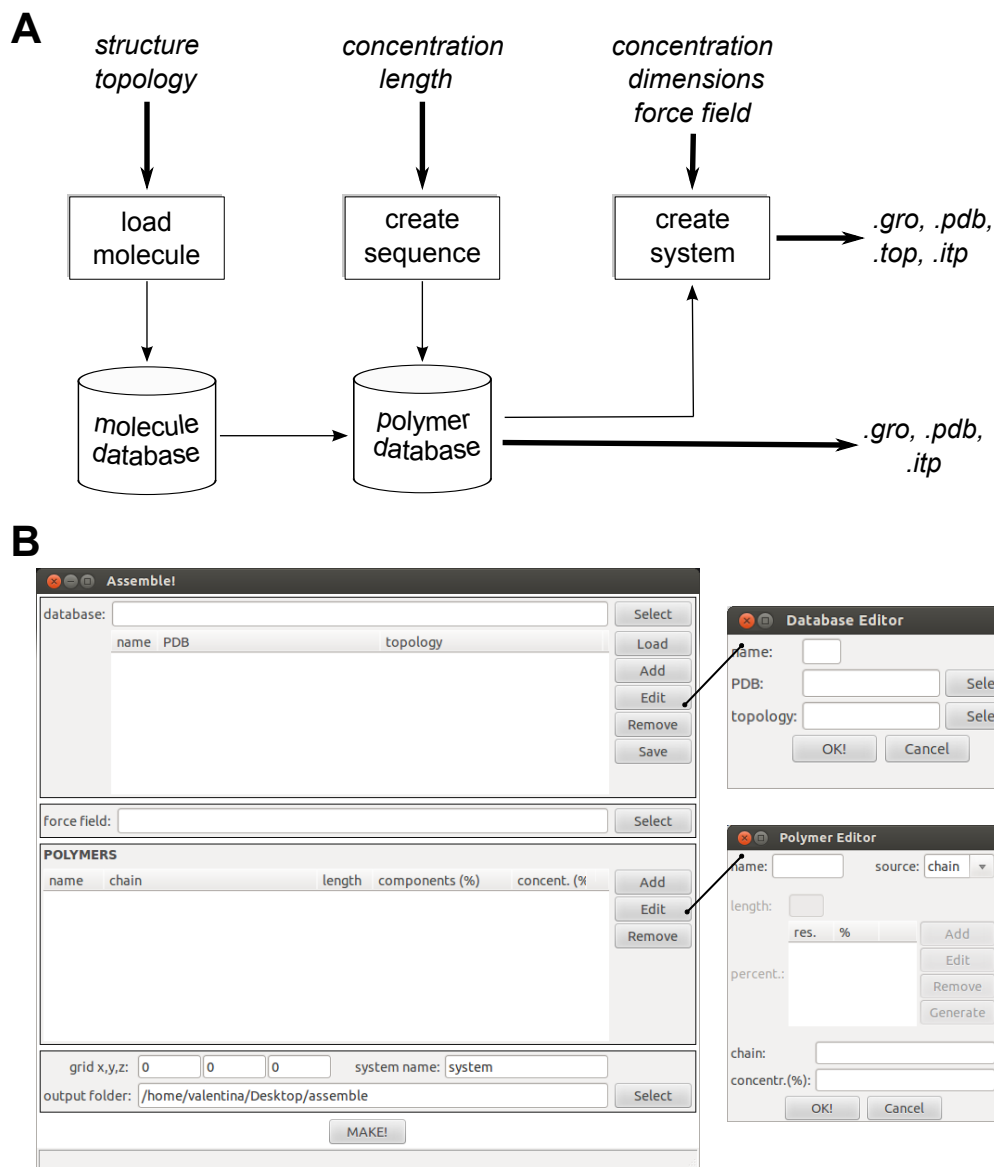 A
structure
topology
concentration
length
concentration
dimensions
force field
load
molecule
create
sequence
create
system
.gro, .pdb,
.top, .itp
molecule
database
polymer
database
.gro, .pdb,
.itp
B
Assemble!
database:
Select
name PDB topology
Load
Add
Edit
Remove
Save
force field:
Select
POLYMERS
name chain length components (%) concent. (%
Add
Edit
Remove
grid x,y,z: 0 0 0 system name: system
output folder: /home/valentina/Desktop/assemble Select
MAKE!
Database Editor
name:
PDB: Sele
topology: Sele
OK! Cancel
Polymer Editor
name: source: chain
length:
res. %
percent.:
Add
Edit
Remove
Generate
chain:
concentr.(%):
OK! Cancel